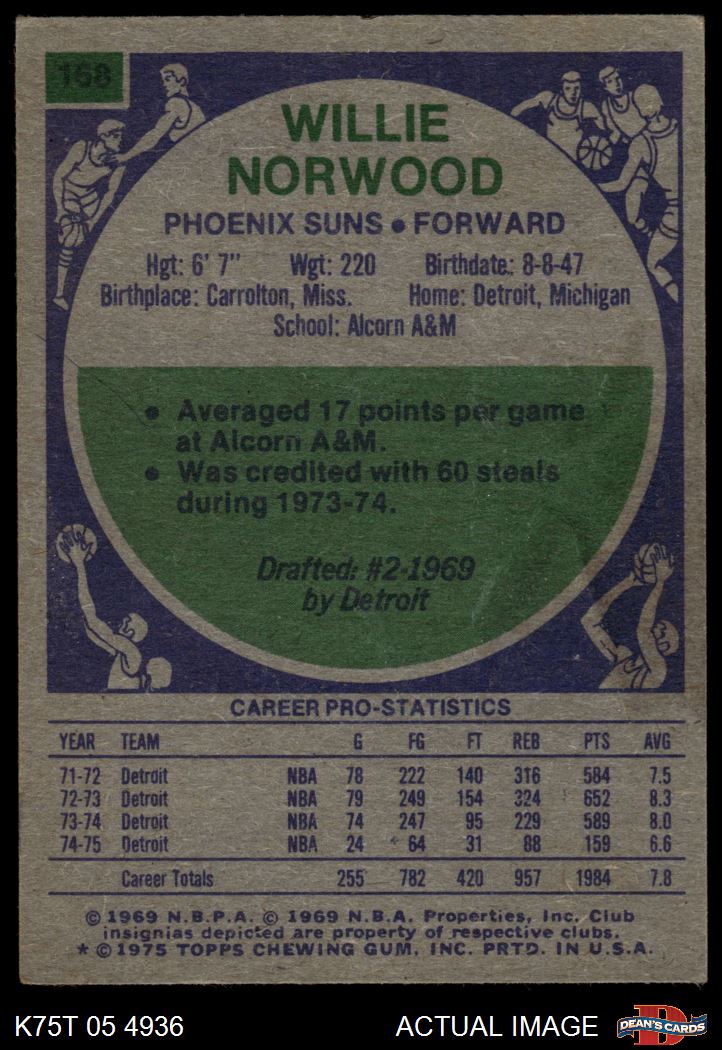 168
WILLIE
NORWOOD
PHOENIX SUNS • FORWARD
Hgt: 6' 7" Wgt: 220 Birthdate: 8-8-47
Birthplace: Carrolton, Miss. Home: Detroit, Michigan
School: Alcorn A&M
• Averaged 17 points per game
at Alcorn A&M.
• Was credited with 60 steals
during 1973-74.
Drafted: #2-1969
by Detroit
CAREER PRO-STATISTICS
YEAR TEAM G FG FT REB PTS AVG
71-72 Detroit NBA 78 222 140 316 584 7.5
72-73 Detroit NBA 79 249 154 324 652 8.3
73-74 Detroit NBA 74 247 95 229 589 8.0
74-75 Detroit NBA 24 64 31 88 159 6.6
Career Totals 255 782 420 957 1984 7.8
© 1969 N.B.P.A. © 1969 N.B.A. Properties, Inc. Club
insignias depicted are property of respective clubs.
* © 1975 TOPPS CHEWING GUM, INC. PRTD. IN U.S.A.
K75T 05 4936 ACTUAL IMAGE D DEAN'S CARDS